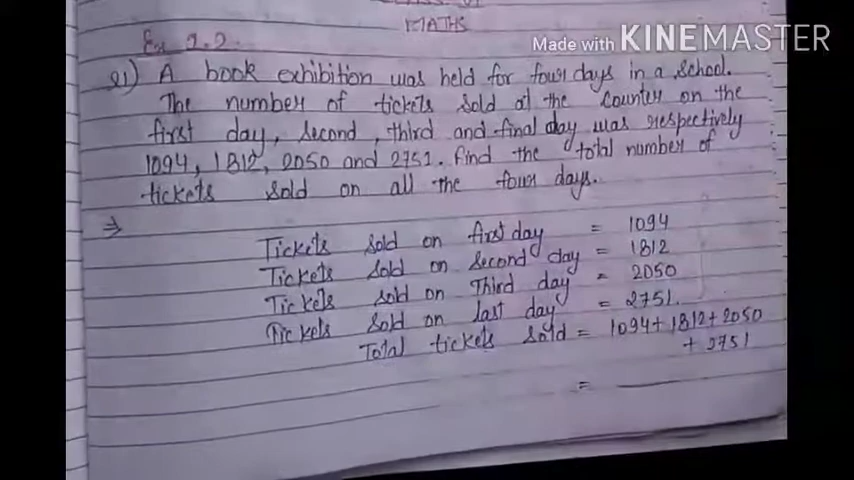 MATHS
Made with KINEMASTER
Ex 1.2
Q1) A book exhibition was held for four days in a school.
The number of tickets sold at the counter on the
first day, second, third and final day was respectively
1094, 1812, 2050 and 2751. Find the total number of
tickets sold on all the four days.
⇒
Tickets sold on first day = 1094
Tickets sold on second day = 1812
Tickets sold on Third day = 2050
Tickets sold on last day = 2751.
Total tickets sold = 1094+1812+2050
+ 2751
= ____